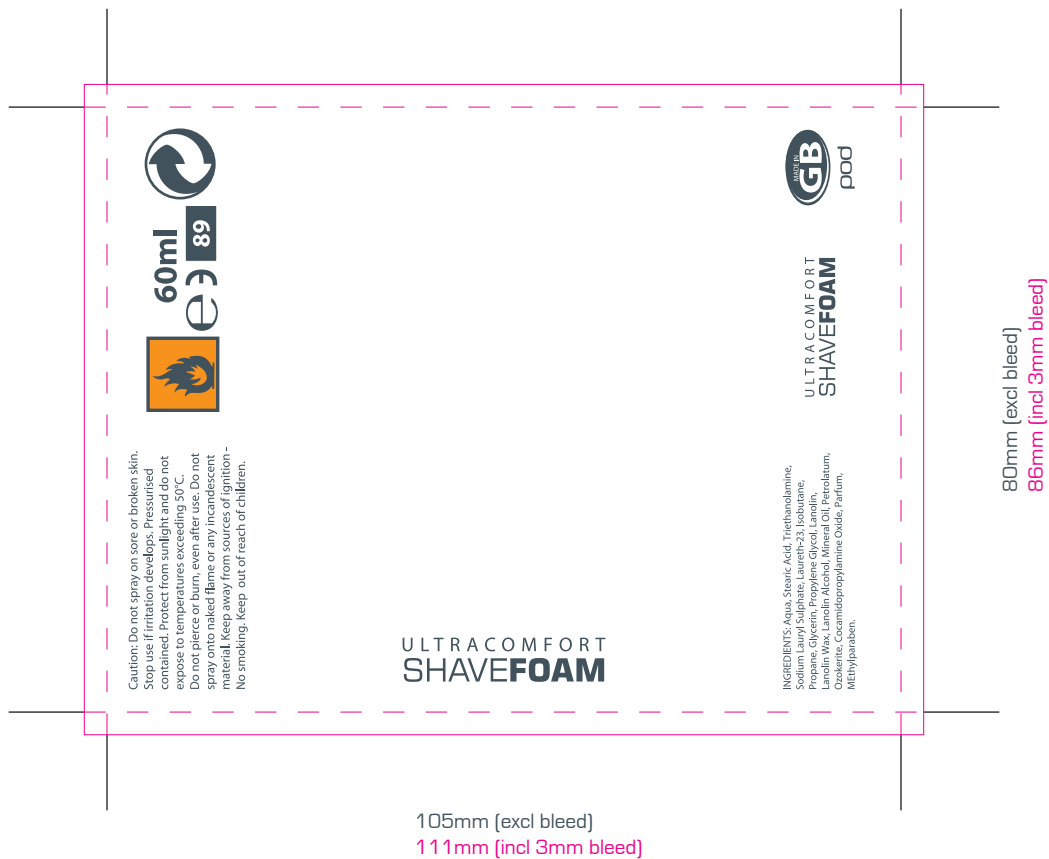 Caution: Do not spray on sore or broken skin.
Stop use if irritation develops. Pressurised
contained. Protect from sunlight and do not
expose to temperatures exceeding 50°C.
Do not pierce or burn, even after use. Do not
spray onto naked flame or any incandescent
material. Keep away from sources of ignition -
No smoking. Keep out of reach of children.
60ml
e 3 89
ULTRACOMFORT
SHAVEFOAM
INGREDIENTS: Aqua, Stearic Acid, Triethanolamine,
Sodium Lauryl Sulphate, Laureth-23, Isobutane,
Propane, Glycerin, Propylene Glycol, Lanolin,
Lanolin Wax, Lanolin Alcohol, Mineral Oil, Petrolatum,
Ozokerite, Cocamidopropylamine Oxide, Parfum,
MEthylparaben.
ULTRACOMFORT
SHAVEFOAM
MADE IN
GB
pod
80mm (excl bleed)
86mm (incl 3mm bleed)
105mm (excl bleed)
111mm (incl 3mm bleed)